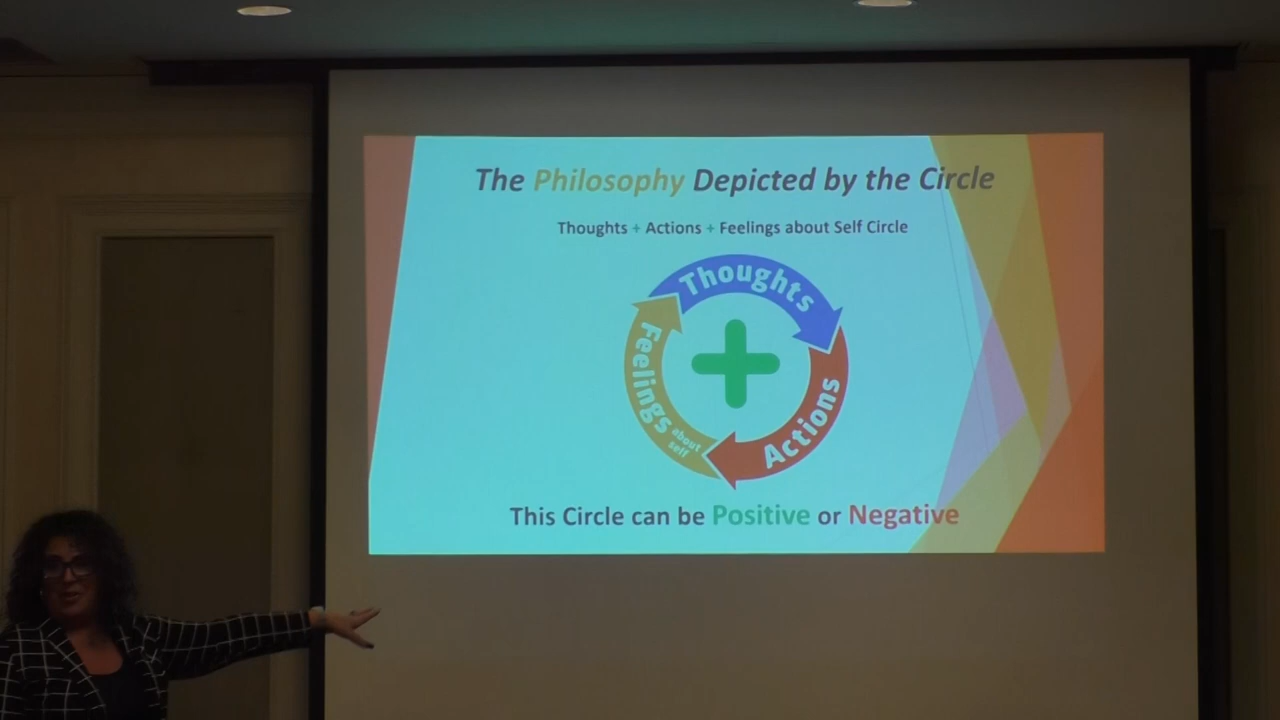 The Philosophy Depicted by the Circle
Thoughts + Actions + Feelings about Self Circle
Thoughts
Actions
Feelings
about
self
This Circle can be Positive or Negative